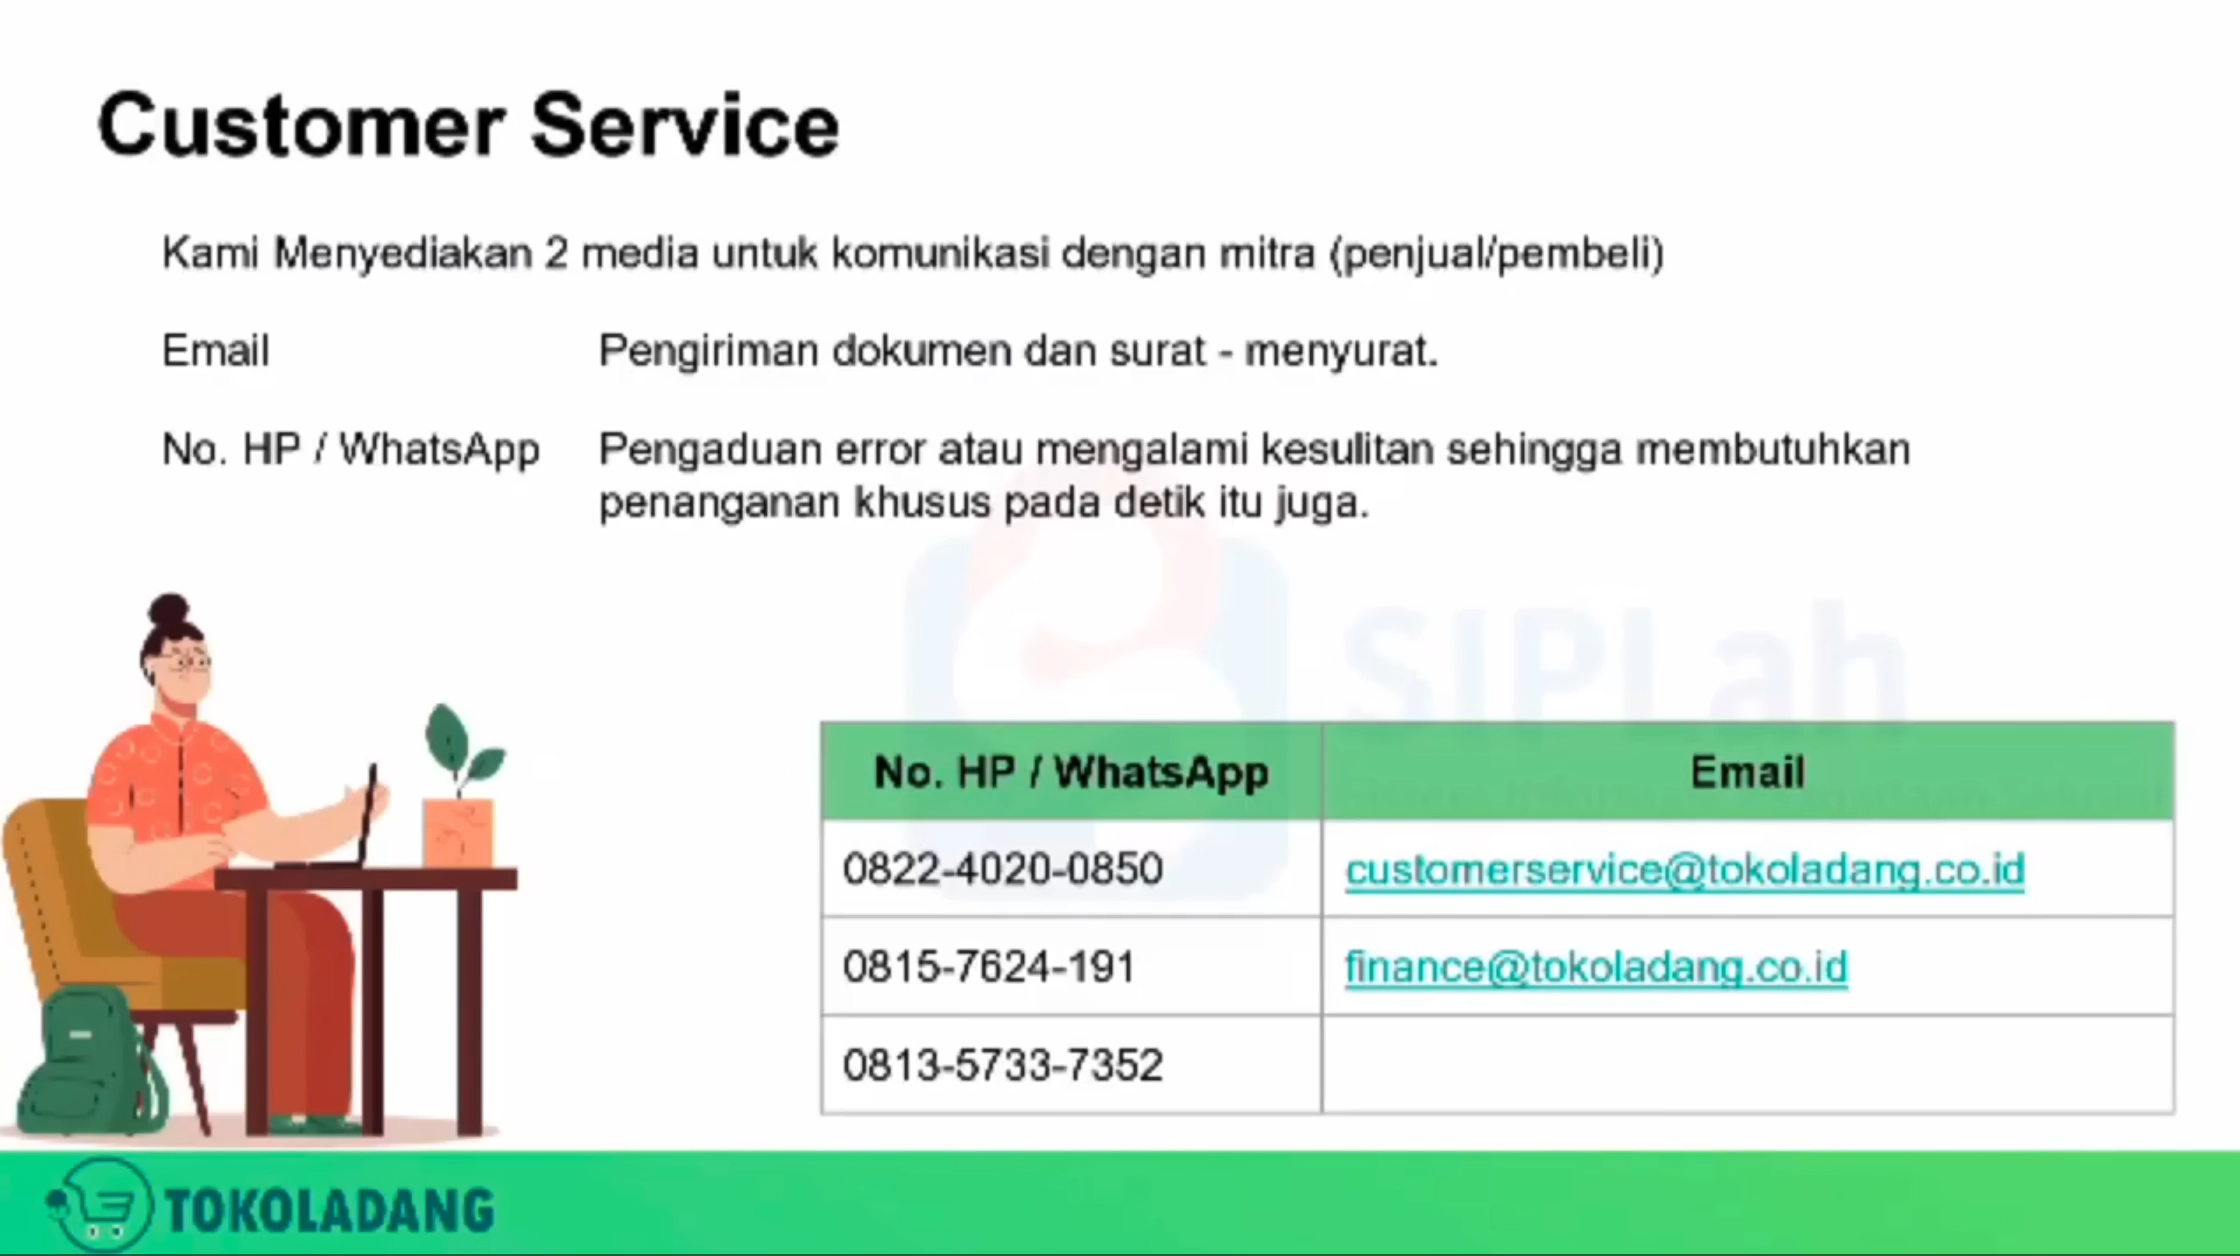 Customer Service
Kami Menyediakan 2 media untuk komunikasi dengan mitra (penjual/pembeli)
Email Pengiriman dokumen dan surat - menyurat.
No. HP / WhatsApp Pengaduan error atau mengalami kesulitan sehingga membutuhkan
penanganan khusus pada detik itu juga.
SIPLah
No. HP / WhatsApp Email
0822-4020-0850 customerservice@tokoladang.co.id
0815-7624-191 finance@tokoladang.co.id
0813-5733-7352
TOKOLADANG